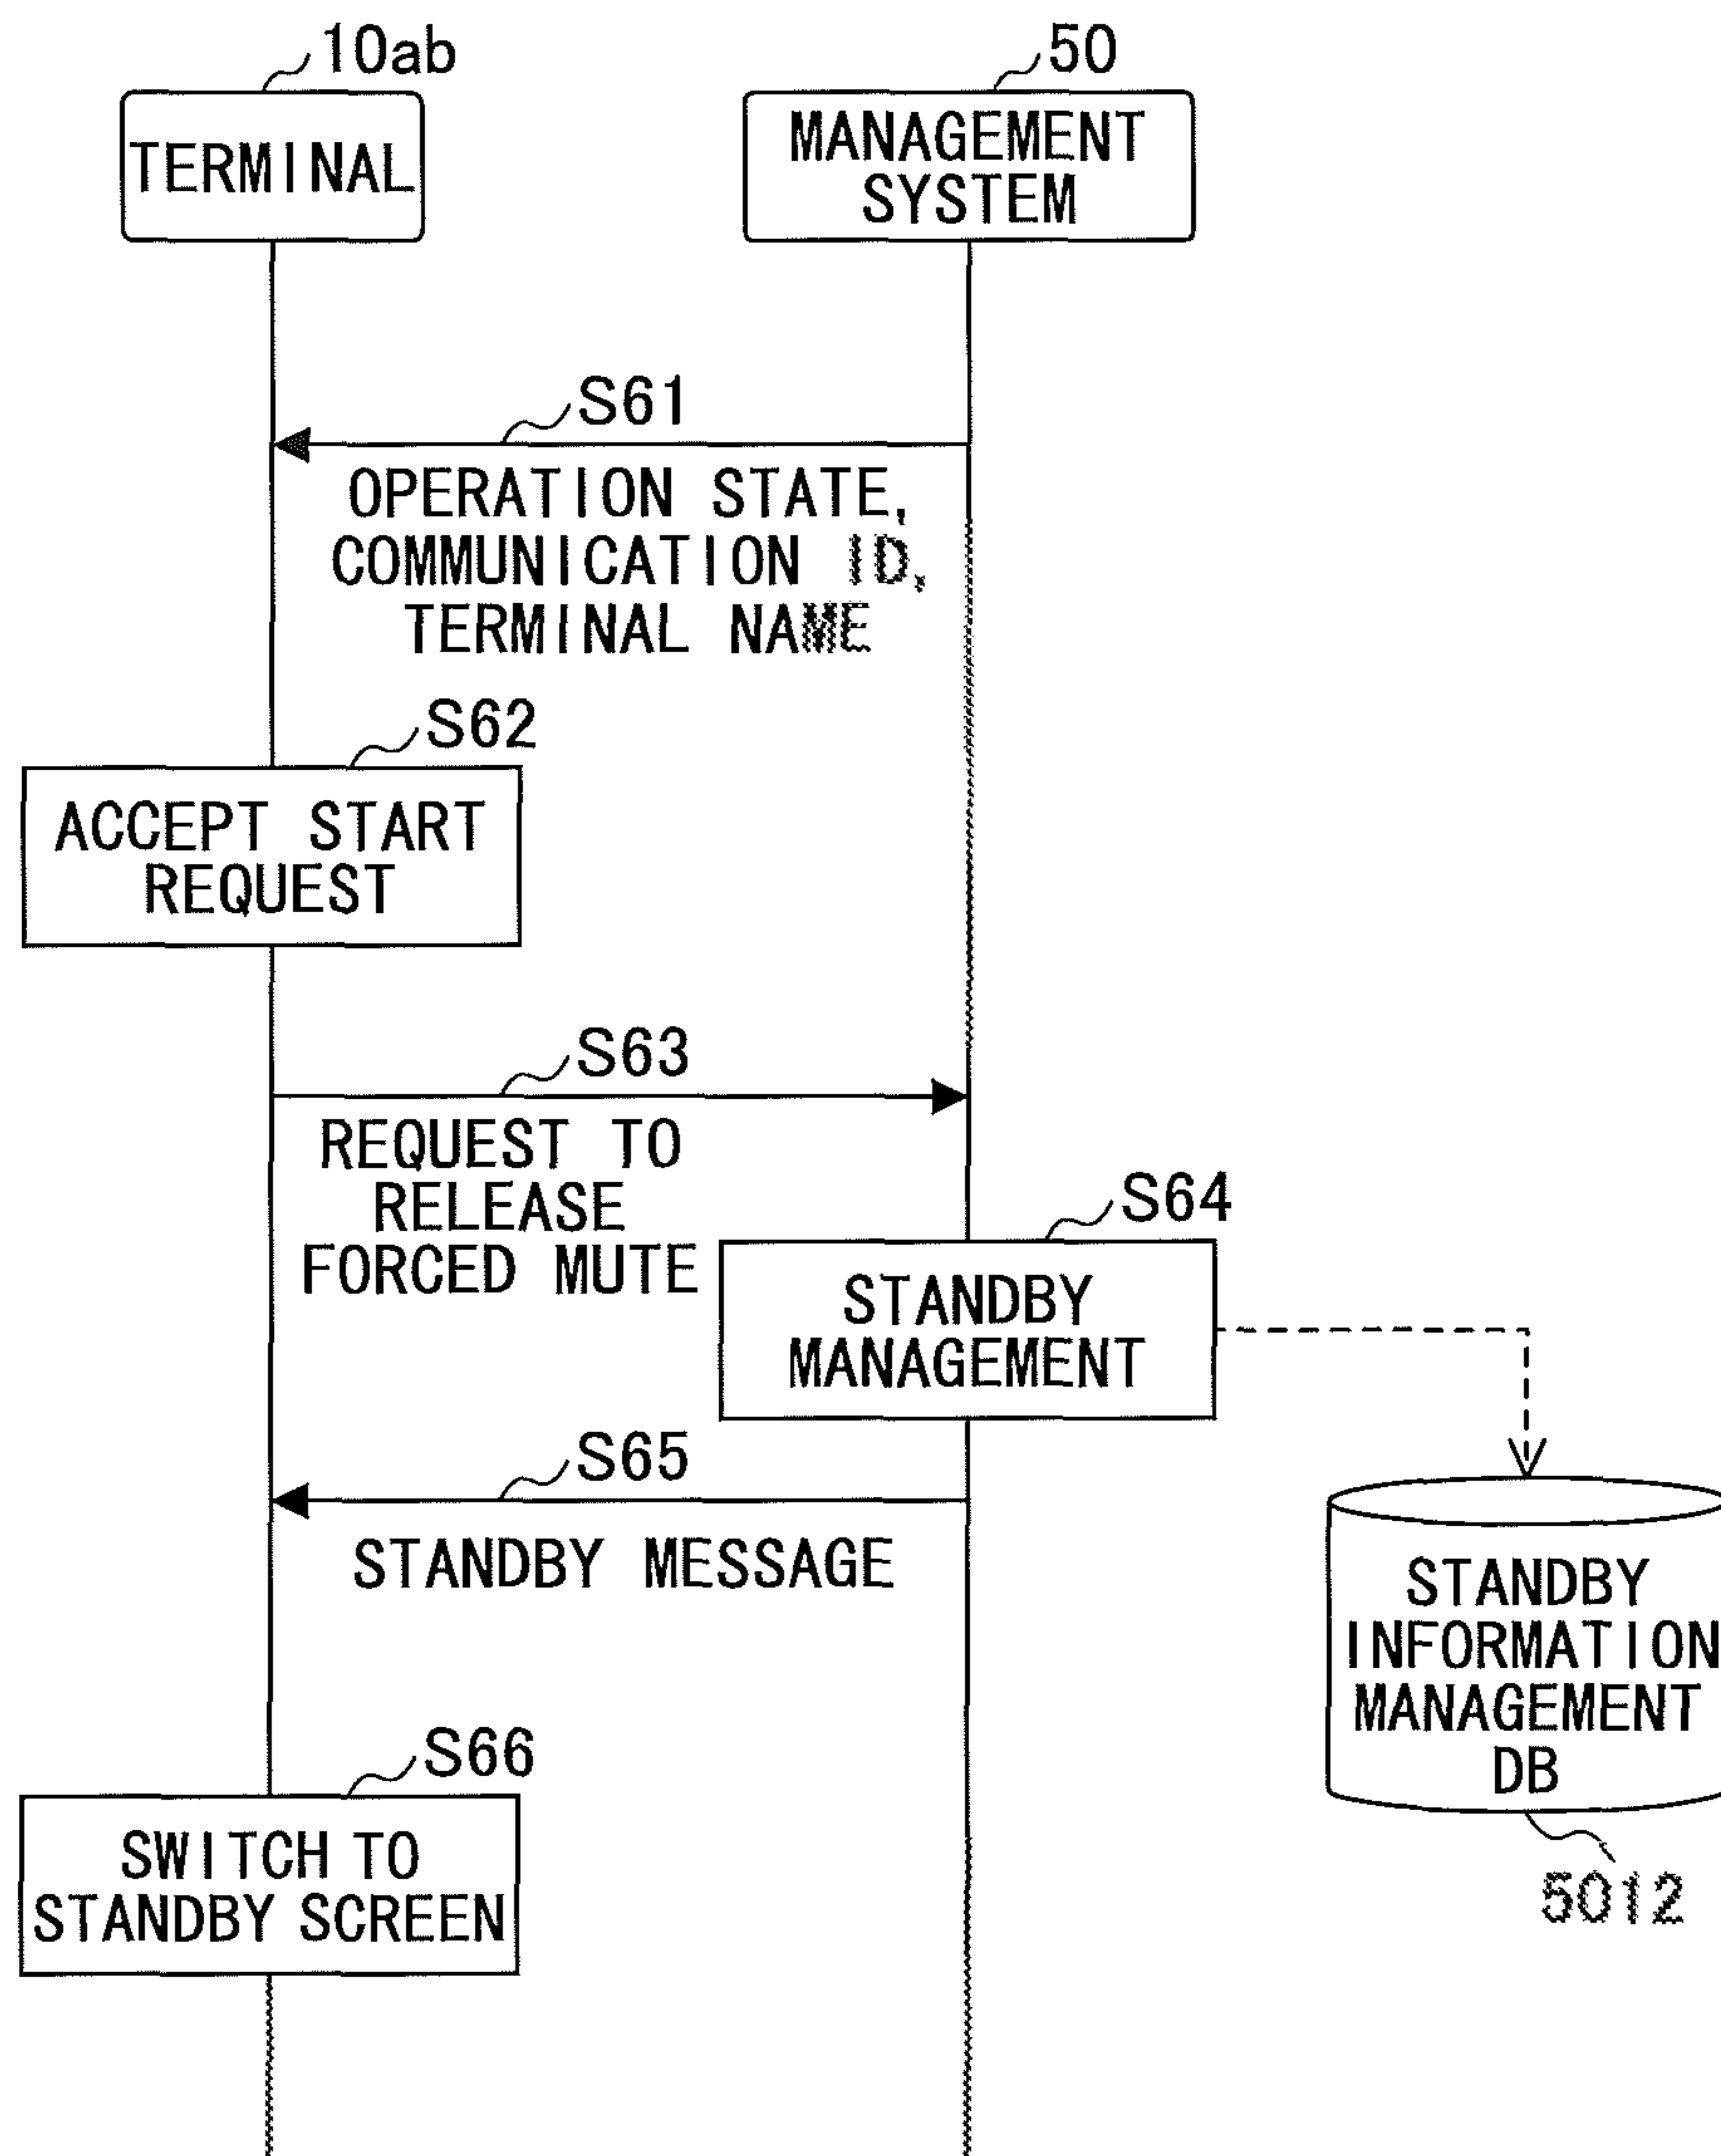 10ab
50
TERMINAL
MANAGEMENT
SYSTEM
S61
OPERATION STATE,
COMMUNICATION ID,
TERMINAL NAME
S62
ACCEPT START
REQUEST
S63
REQUEST TO
RELEASE
FORCED MUTE
S64
STANDBY
MANAGEMENT
S65
STANDBY MESSAGE
STANDBY
INFORMATION
MANAGEMENT
DB
5012
S66
SWITCH TO
STANDBY SCREEN